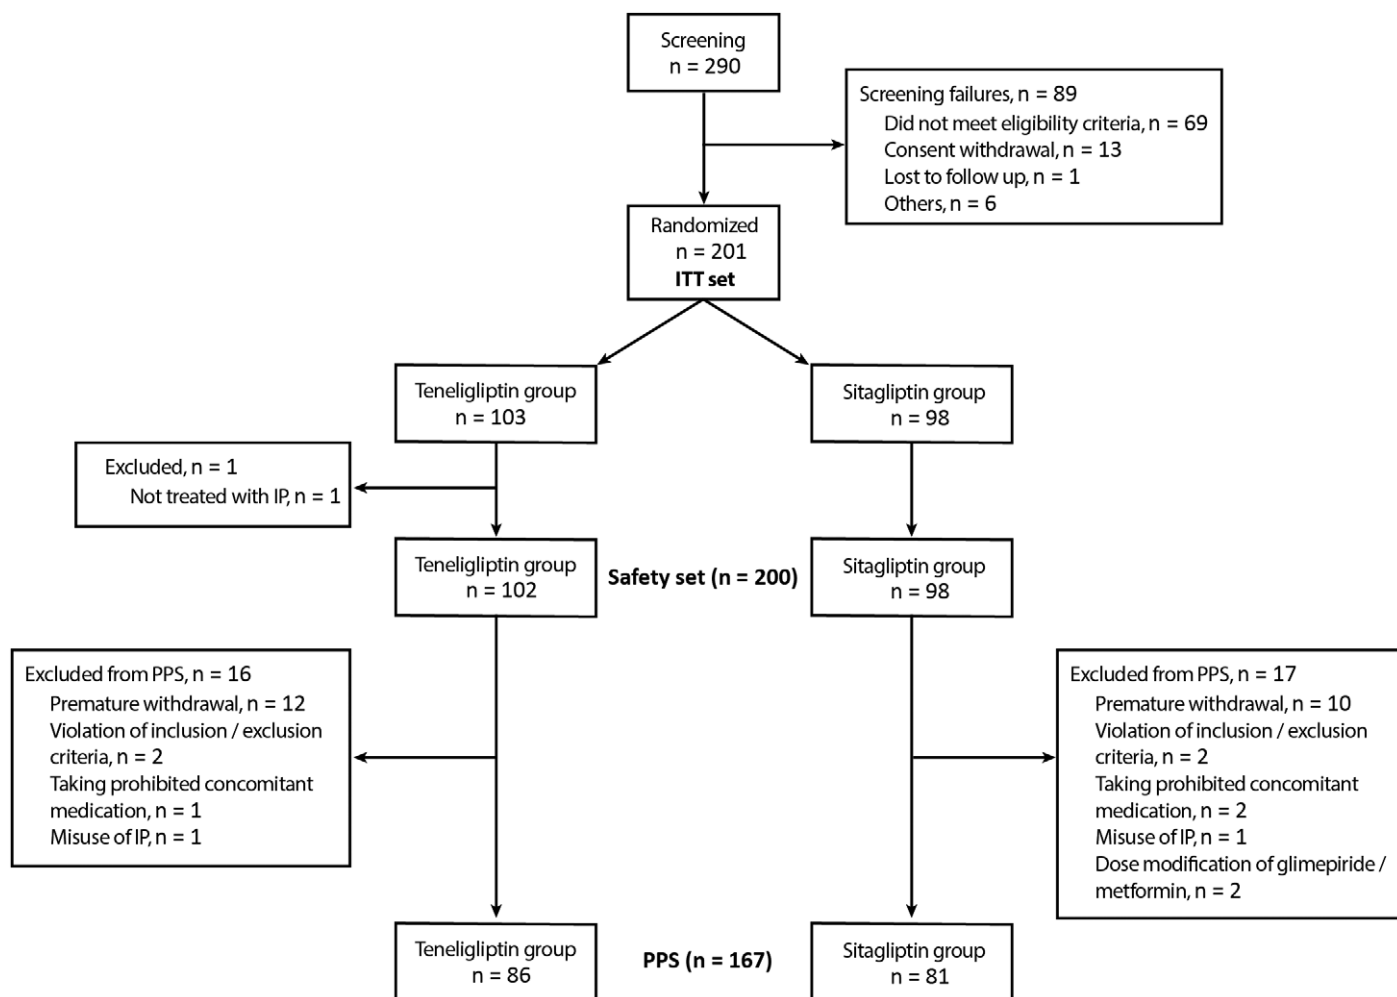 Screening
n = 290
Screening failures, n = 89
Did not meet eligibility criteria, n = 69
Consent withdrawal, n = 13
Lost to follow up, n = 1
Others, n = 6
Randomized
n = 201
ITT set
Teneligliptin group
n = 103
Sitagliptin group
n = 98
Excluded, n = 1
Not treated with IP, n = 1
Teneligliptin group
n = 102
Safety set (n = 200)
Sitagliptin group
n = 98
Excluded from PPS, n = 16
Premature withdrawal, n = 12
Violation of inclusion / exclusion
criteria, n = 2
Taking prohibited concomitant
medication, n = 1
Misuse of IP, n = 1
Excluded from PPS, n = 17
Premature withdrawal, n = 10
Violation of inclusion / exclusion
criteria, n = 2
Taking prohibited concomitant
medication, n = 2
Misuse of IP, n = 1
Dose modification of glimepiride /
metformin, n = 2
Teneligliptin group
n = 86
PPS (n = 167)
Sitagliptin group
n = 81